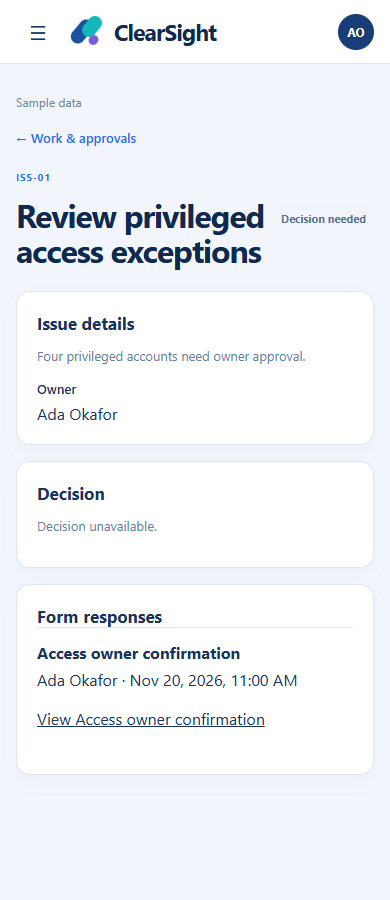 ☰ ClearSight AO
Sample data
← Work & approvals
ISS-01
Review privileged access exceptions
Decision needed
Issue details
Four privileged accounts need owner approval.
Owner
Ada Okafor
Decision
Decision unavailable.
Form responses
Access owner confirmation
Ada Okafor · Nov 20, 2026, 11:00 AM
View Access owner confirmation